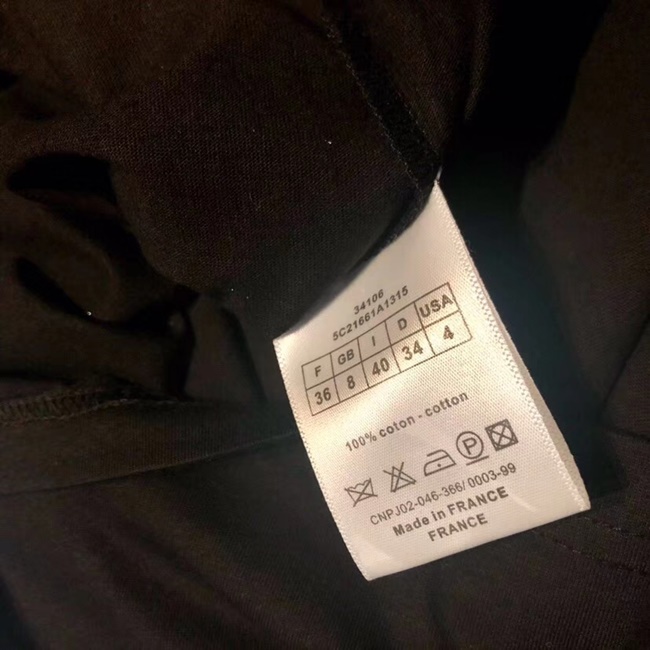 34106
5C21661A1315
F GB I D USA
36 8 40 34 4
100% coton - cotton
P
CNPJ02-046-366/0003-99
Made in FRANCE
FRANCE